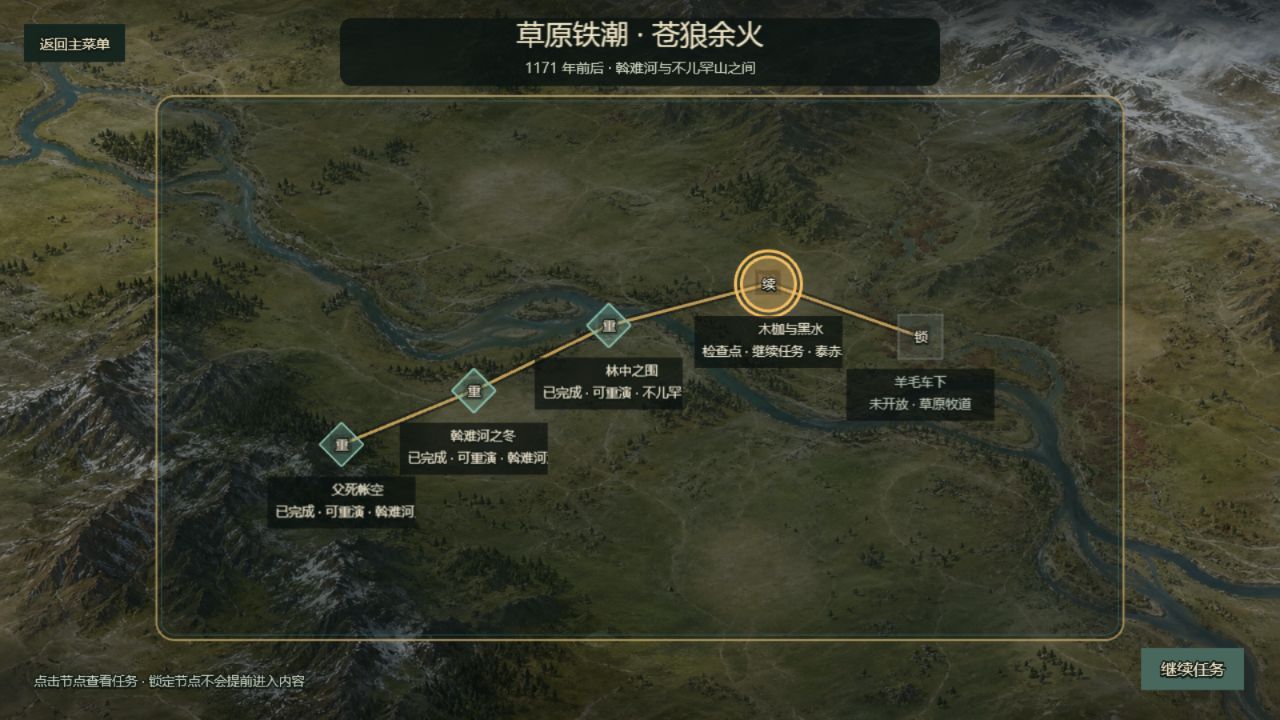 返回主菜单
草原铁潮 · 苍狼余火
1171 年前后 · 斡难河与不儿罕山之间
续
木枷与黑水
检查点 · 继续任务 · 泰赤
锁
羊毛车下
未开放 · 草原牧道
重
林中之围
已完成 · 可重演 · 不儿罕
重
斡难河之冬
已完成 · 可重演 · 斡难河
重
父死帐空
已完成 · 可重演 · 斡难河
点击节点查看任务 · 锁定节点不会提前进入内容
继续任务